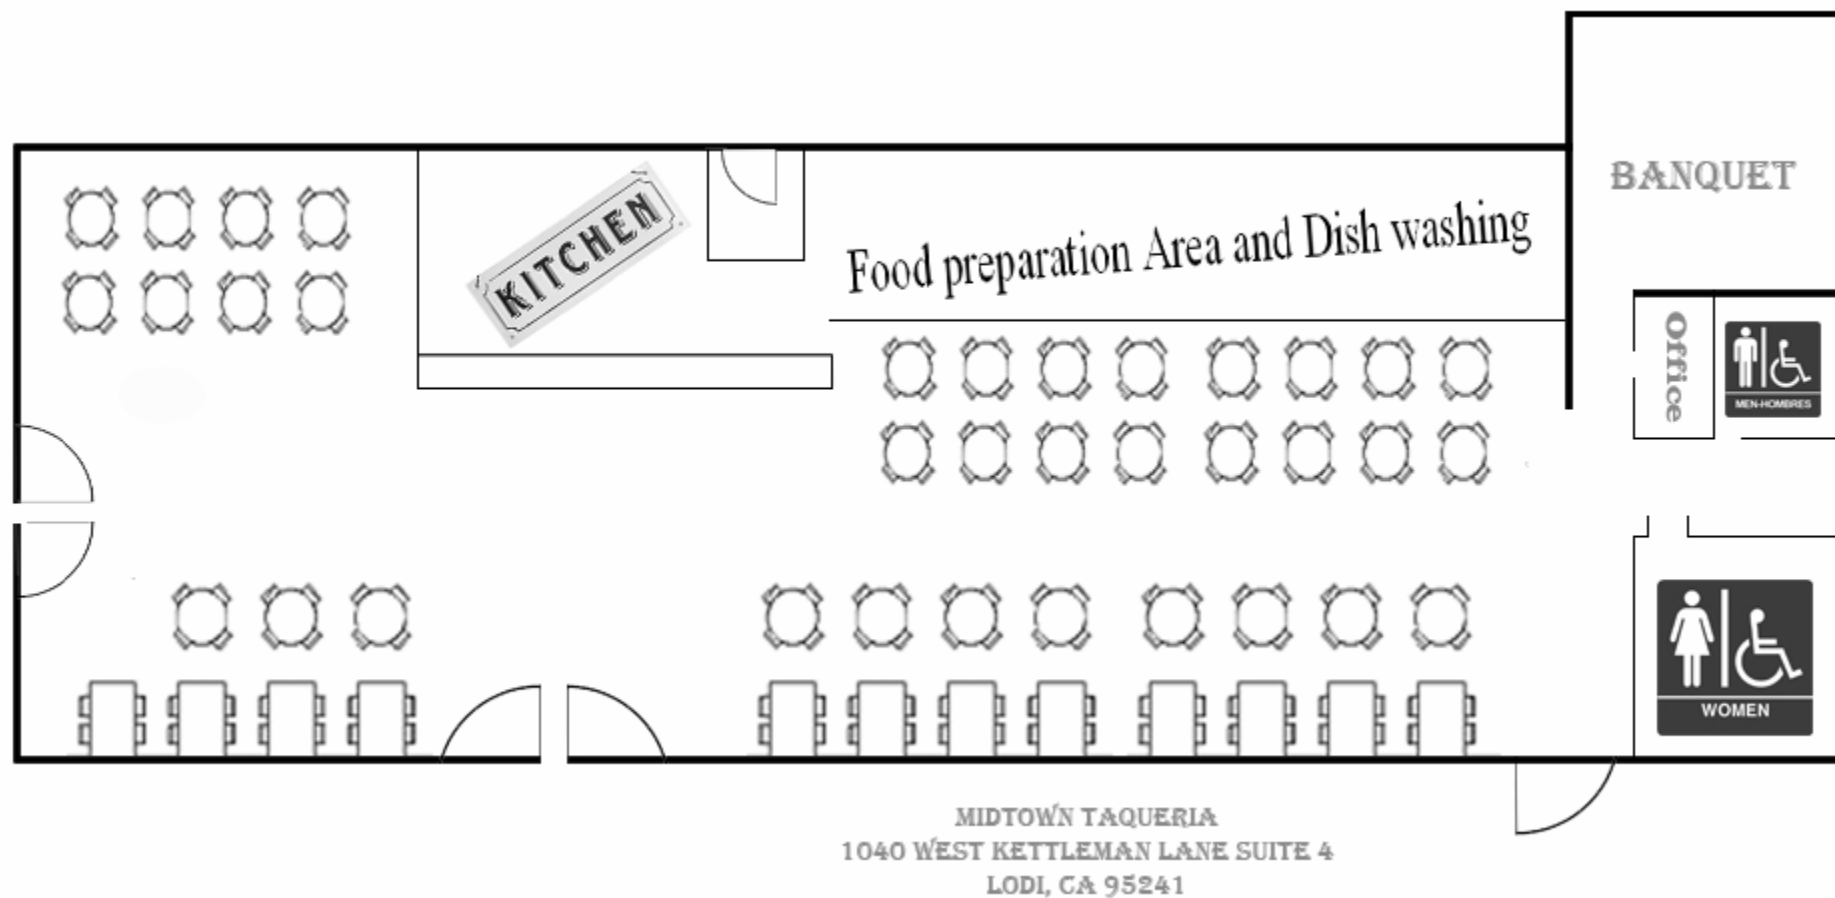 BANQUET
KITCHEN
Food preparation Area and Dish washing
Office
MEN-HOMBRES
WOMEN
MIDTOWN TAQUERIA
1040 WEST KETTLEMAN LANE SUITE 4
LODI, CA 95241